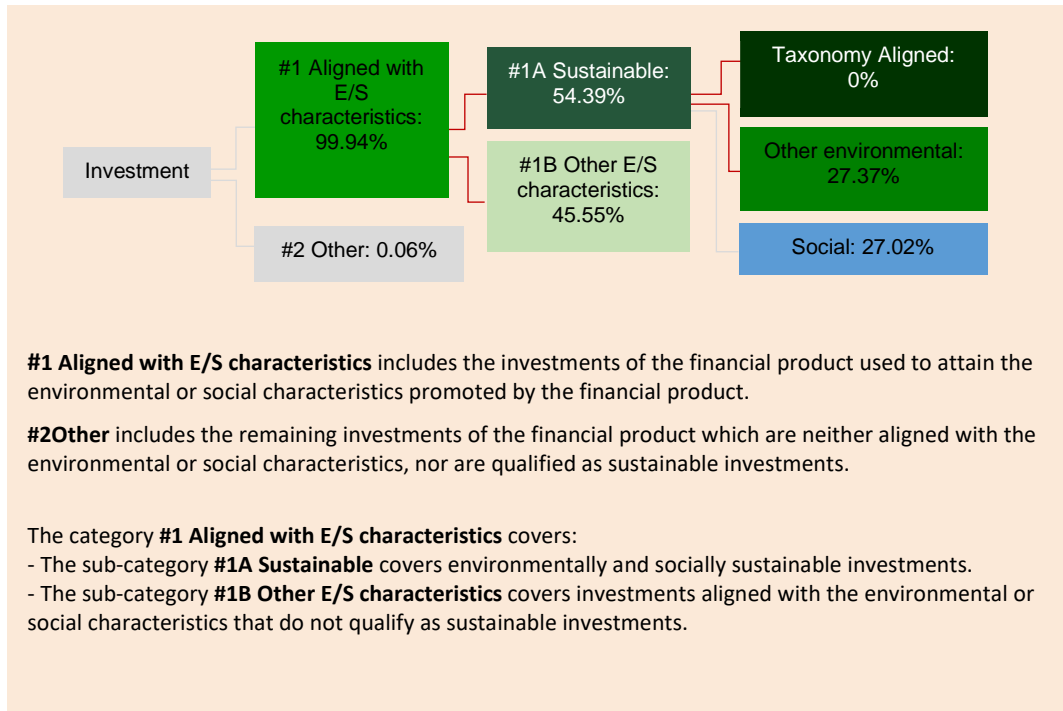 Investment
#1 Aligned with
E/S
characteristics:
99.94%
#2 Other: 0.06%
#1A Sustainable:
54.39%
#1B Other E/S
characteristics:
45.55%
Taxonomy Aligned:
0%
Other environmental:
27.37%
Social: 27.02%
#1 Aligned with E/S characteristics includes the investments of the financial product used to attain the
environmental or social characteristics promoted by the financial product.
#2Other includes the remaining investments of the financial product which are neither aligned with the
environmental or social characteristics, nor are qualified as sustainable investments.
The category #1 Aligned with E/S characteristics covers:
- The sub-category #1A Sustainable covers environmentally and socially sustainable investments.
- The sub-category #1B Other E/S characteristics covers investments aligned with the environmental or
social characteristics that do not qualify as sustainable investments.